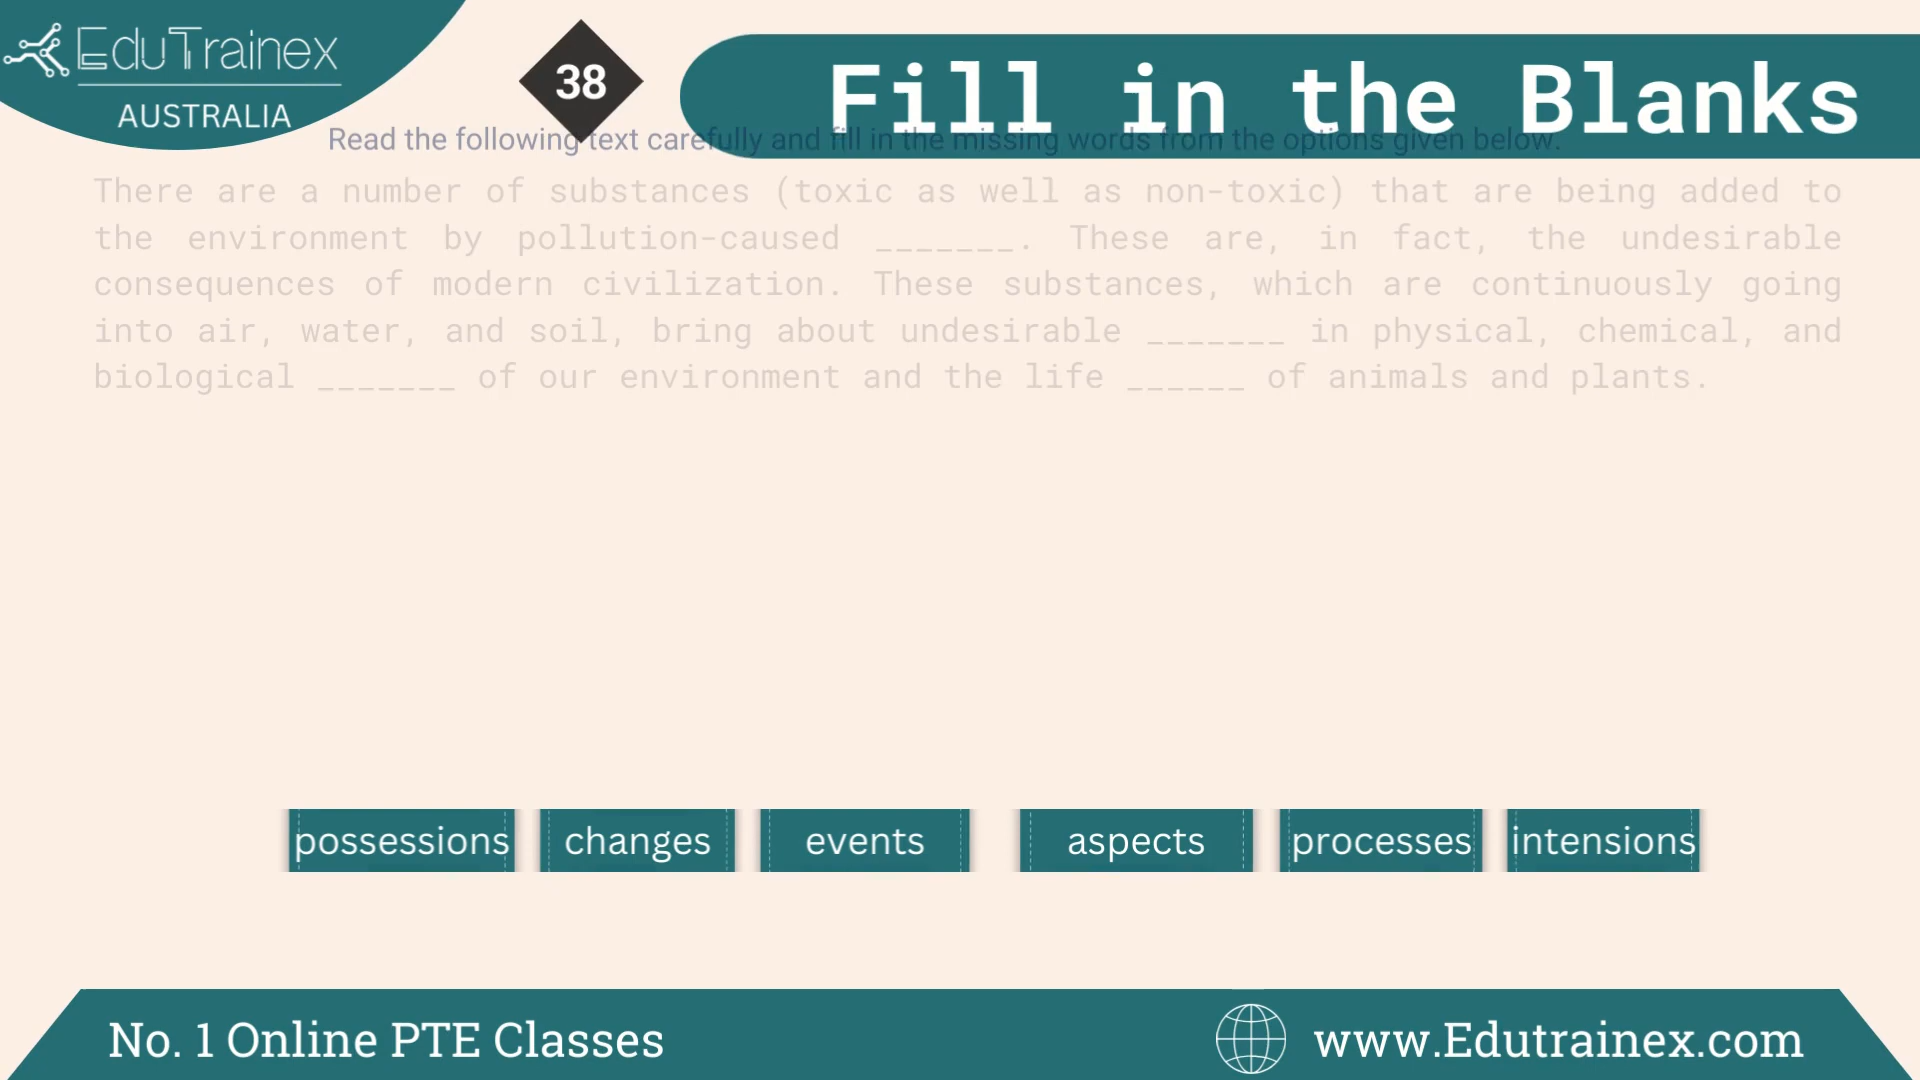 EduTrainex
AUSTRALIA
38
Fill in the Blanks
Read the following text carefully and fill in the missing words from the options given below.
There are a number of substances (toxic as well as non-toxic) that are being added to
the environment by pollution-caused _______. These are, in fact, the undesirable
consequences of modern civilization. These substances, which are continuously going
into air, water, and soil, bring about undesirable _______ in physical, chemical, and
biological _______ of our environment and the life ______ of animals and plants.
possessions changes events aspects processes intensions
No. 1 Online PTE Classes
www.Edutrainex.com